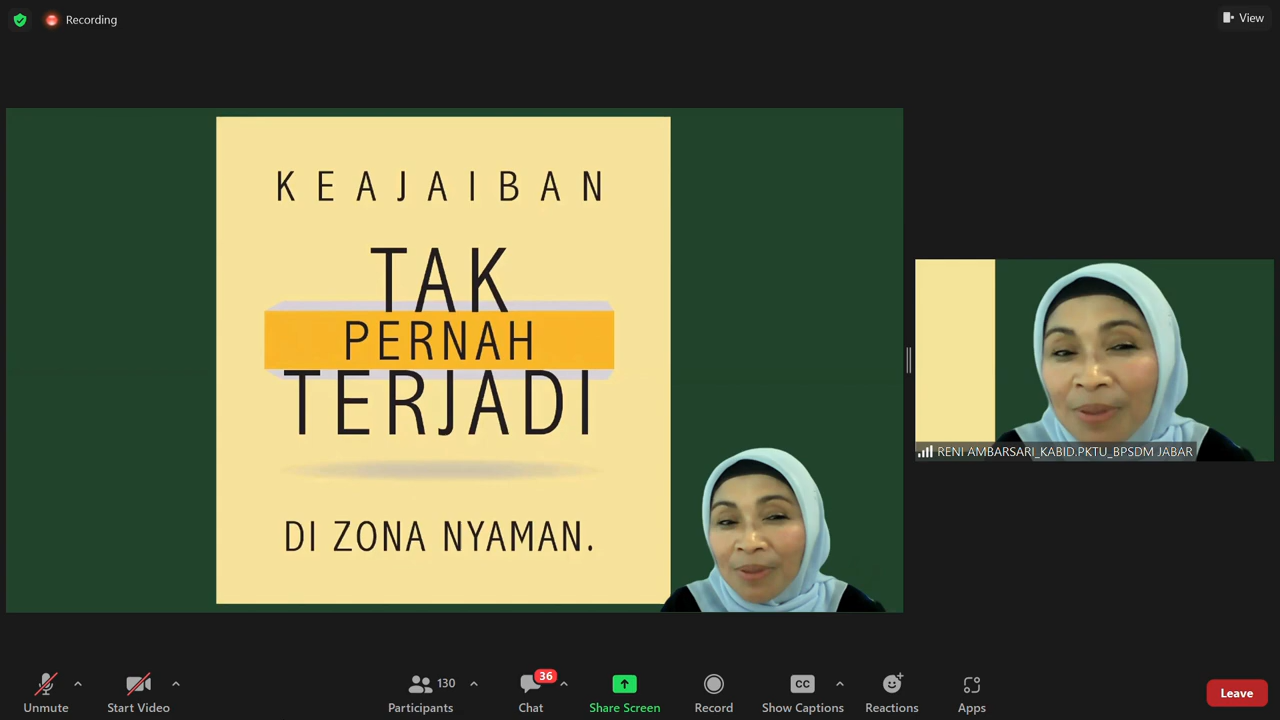 Recording
View
KEAJAIBAN
TAK
PERNAH
TERJADI
DI ZONA NYAMAN.
RENI AMBARSARI_KABID.PKTU_BPSDM JABAR
Unmute
Start Video
130
Participants
36
Chat
Share Screen
Record
CC
Show Captions
Reactions
Apps
Leave